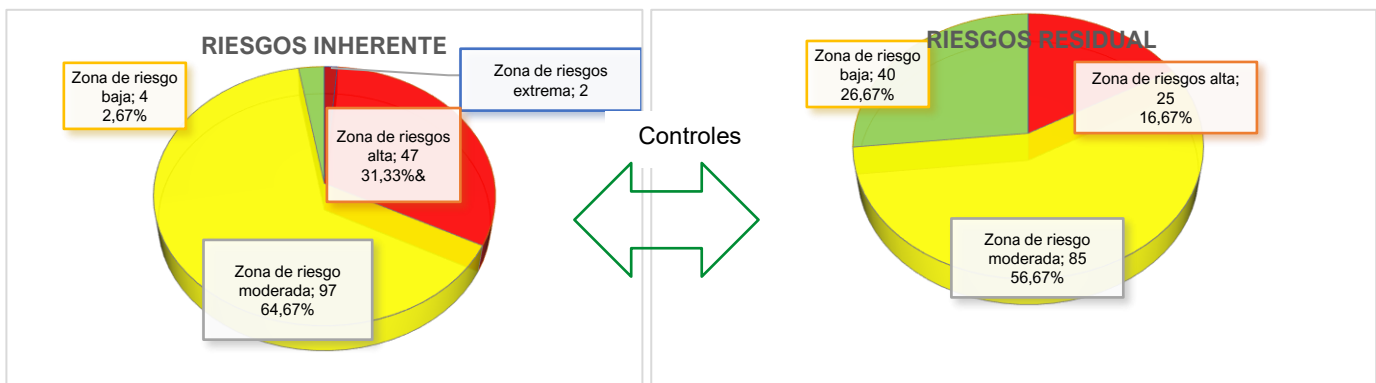 RIESGOS INHERENTE
Zona de riesgo
baja; 4
2,67%
Zona de riesgos
extrema; 2
Zona de riesgos
alta; 47
31,33%&
Zona de riesgo
moderada; 97
64,67%
Controles
RIESGOS RESIDUAL
Zona de riesgo
baja; 40
26,67%
Zona de riesgos alta;
25
16,67%
Zona de riesgo
moderada; 85
56,67%